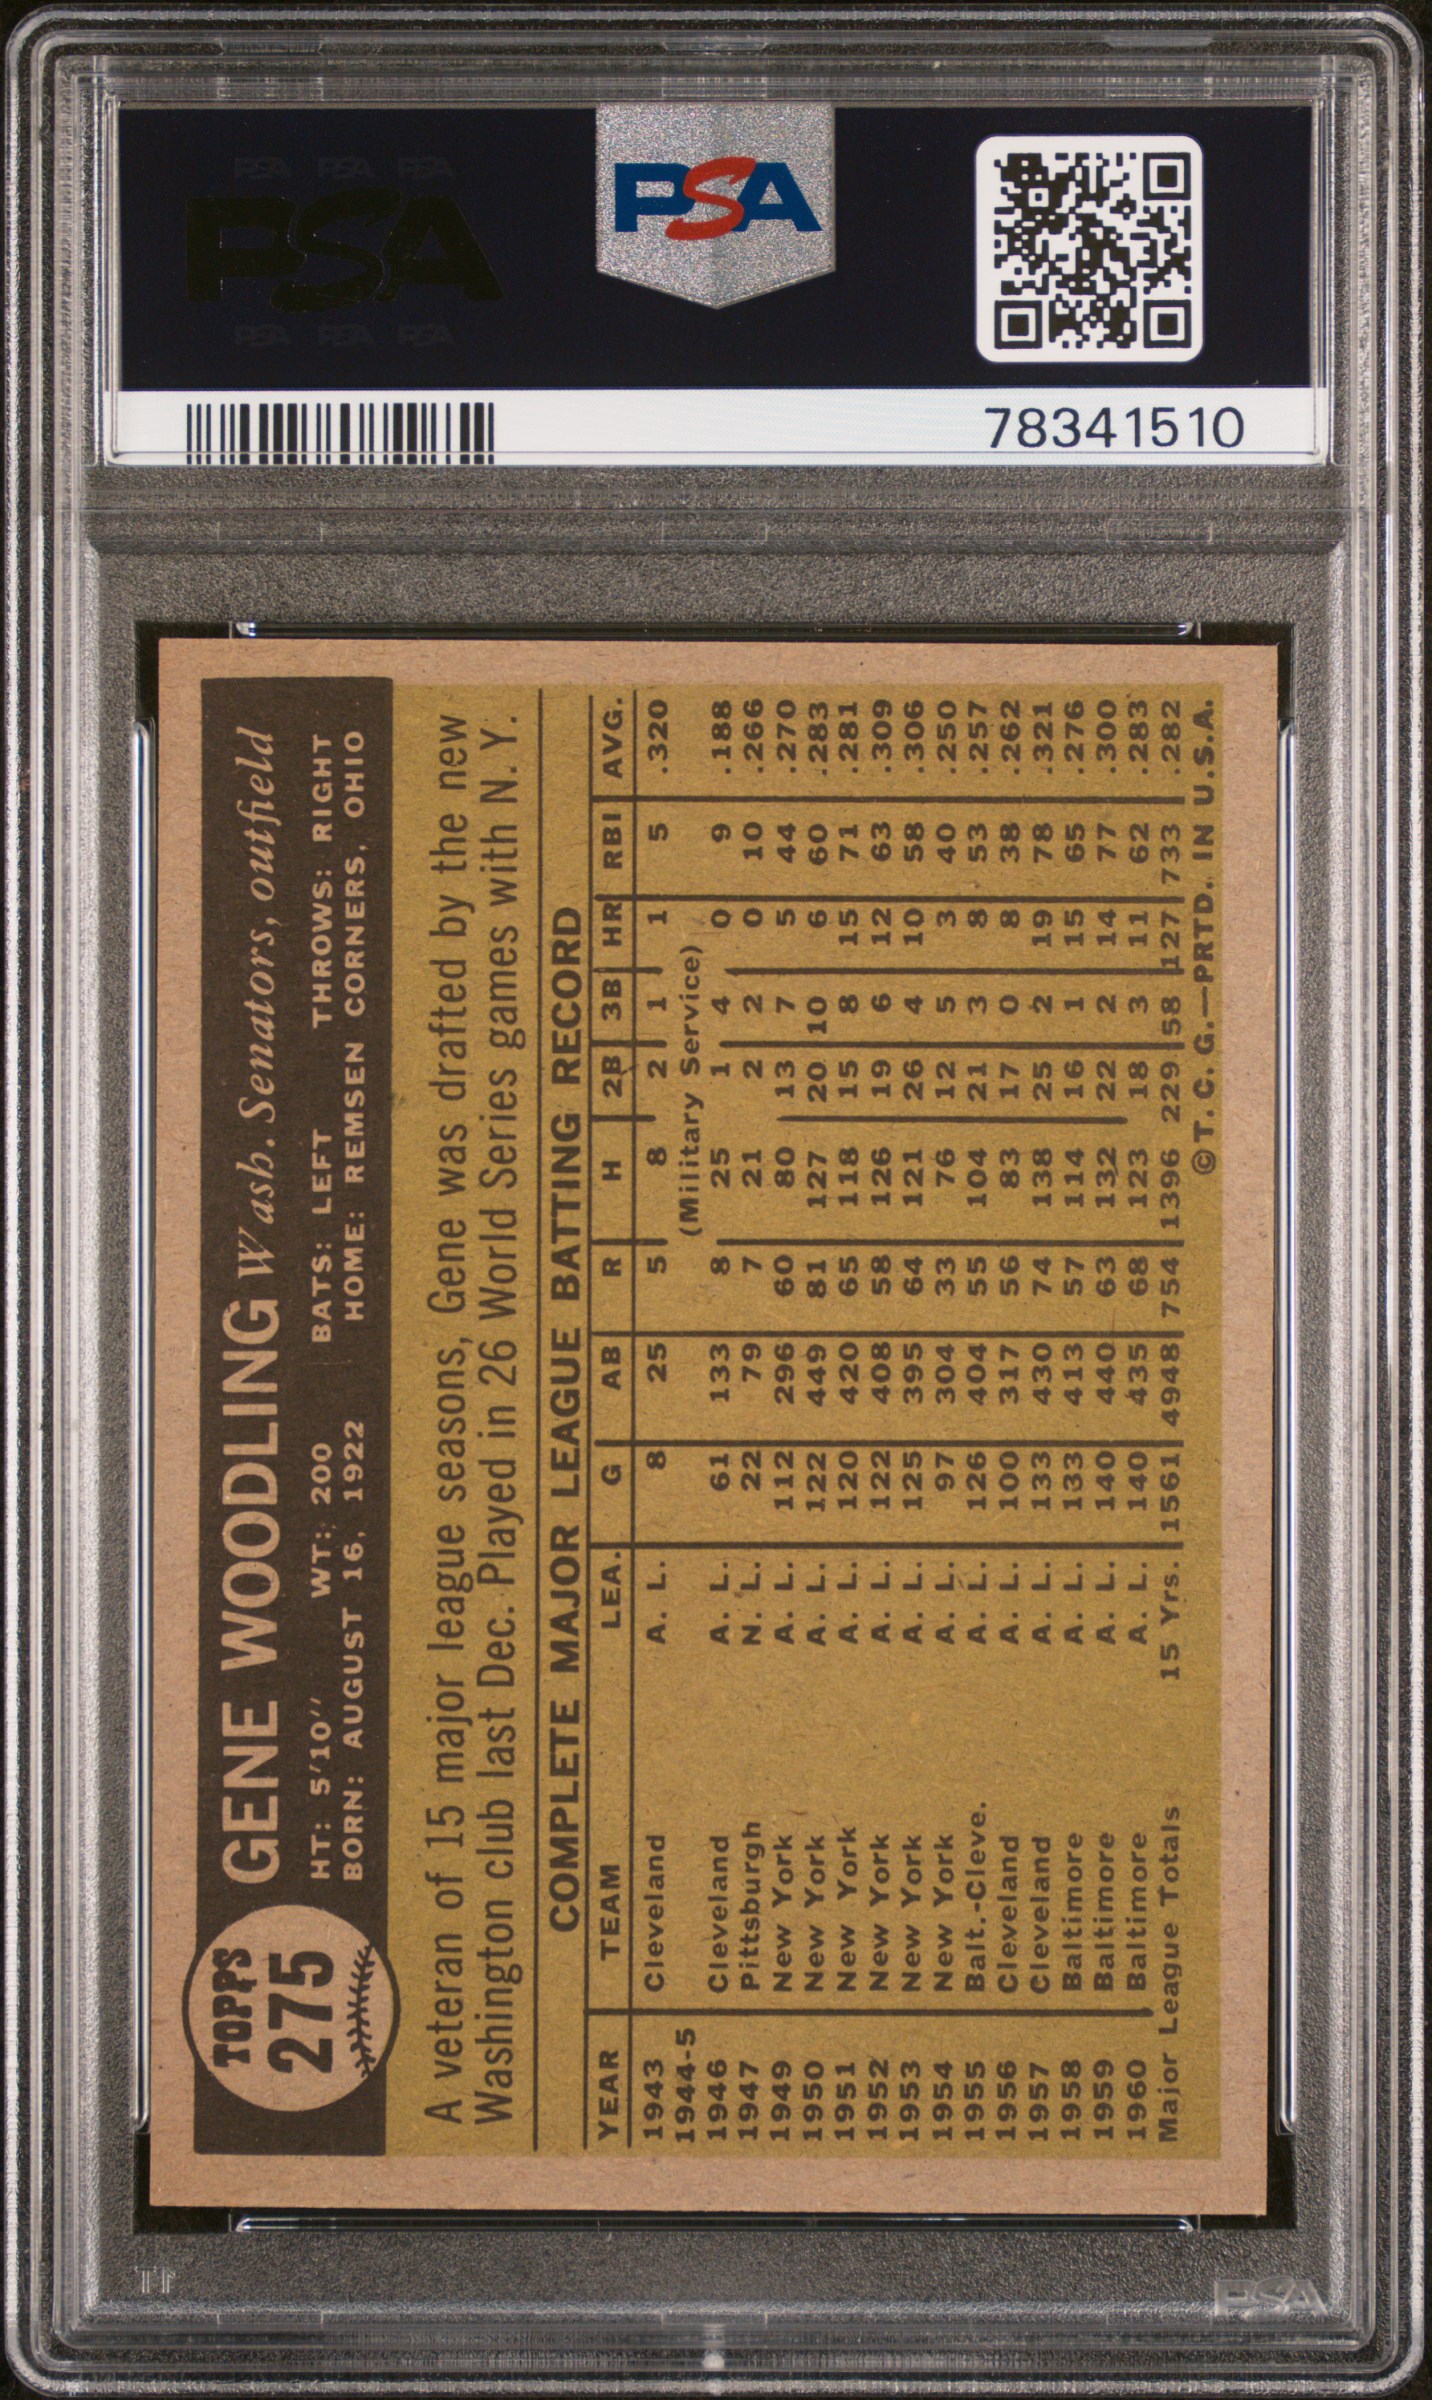 PSA PSA PSA
PSA
PSA PSA PSA
PSA
78341510
TOPPS
275
GENE WOODLING Wash. Senators, outfield
HT: 5'10" WT: 200 BATS: LEFT THROWS: RIGHT
BORN: AUGUST 16, 1922 HOME: REMSEN CORNERS, OHIO
A veteran of 15 major league seasons, Gene was drafted by the new
Washington club last Dec. Played in 26 World Series games with N. Y.
COMPLETE MAJOR LEAGUE BATTING RECORD
YEAR TEAM LEA. G AB R H 2B 3B HR RBI AVG.
1943 Cleveland A. L. 8 25 5 8 2 1 1 5 .320
1944-5 (Military Service)
1946 Cleveland A. L. 61 133 8 25 1 4 0 9 .188
1947 Pittsburgh N. L. 22 79 7 21 2 2 0 10 .266
1949 New York A. L. 112 296 60 80 13 7 5 44 .270
1950 New York A. L. 122 449 81 127 20 10 6 60 .283
1951 New York A. L. 120 420 65 118 15 8 15 71 .281
1952 New York A. L. 122 408 58 126 19 6 12 63 .309
1953 New York A. L. 125 395 64 121 26 4 10 58 .306
1954 New York A. L. 97 304 33 76 12 5 3 40 .250
1955 Balt.-Cleve. A. L. 126 404 55 104 21 3 8 53 .257
1956 Cleveland A. L. 100 317 56 83 17 0 8 38 .262
1957 Cleveland A. L. 133 430 74 138 25 2 19 78 .321
1958 Baltimore A. L. 133 413 57 114 16 1 15 65 .276
1959 Baltimore A. L. 140 440 63 132 22 2 14 77 .300
1960 Baltimore A. L. 140 435 68 123 18 3 11 62 .283
Major League Totals 15 Yrs. 1561 4948 754 1396 229 58 127 733 .282
©T. C. G.—PRTD. IN U.S.A.
TT
PSA